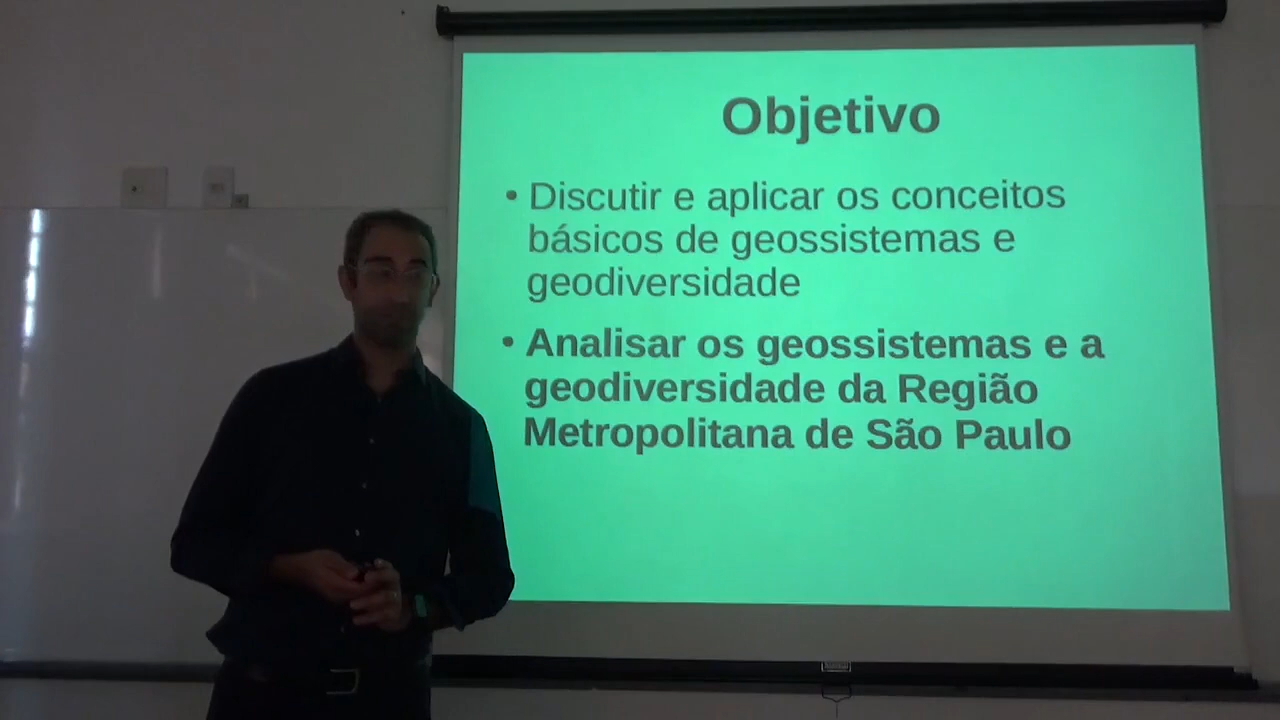 Objetivo
• Discutir e aplicar os conceitos
básicos de geossistemas e
geodiversidade
• Analisar os geossistemas e a
geodiversidade da Região
Metropolitana de São Paulo